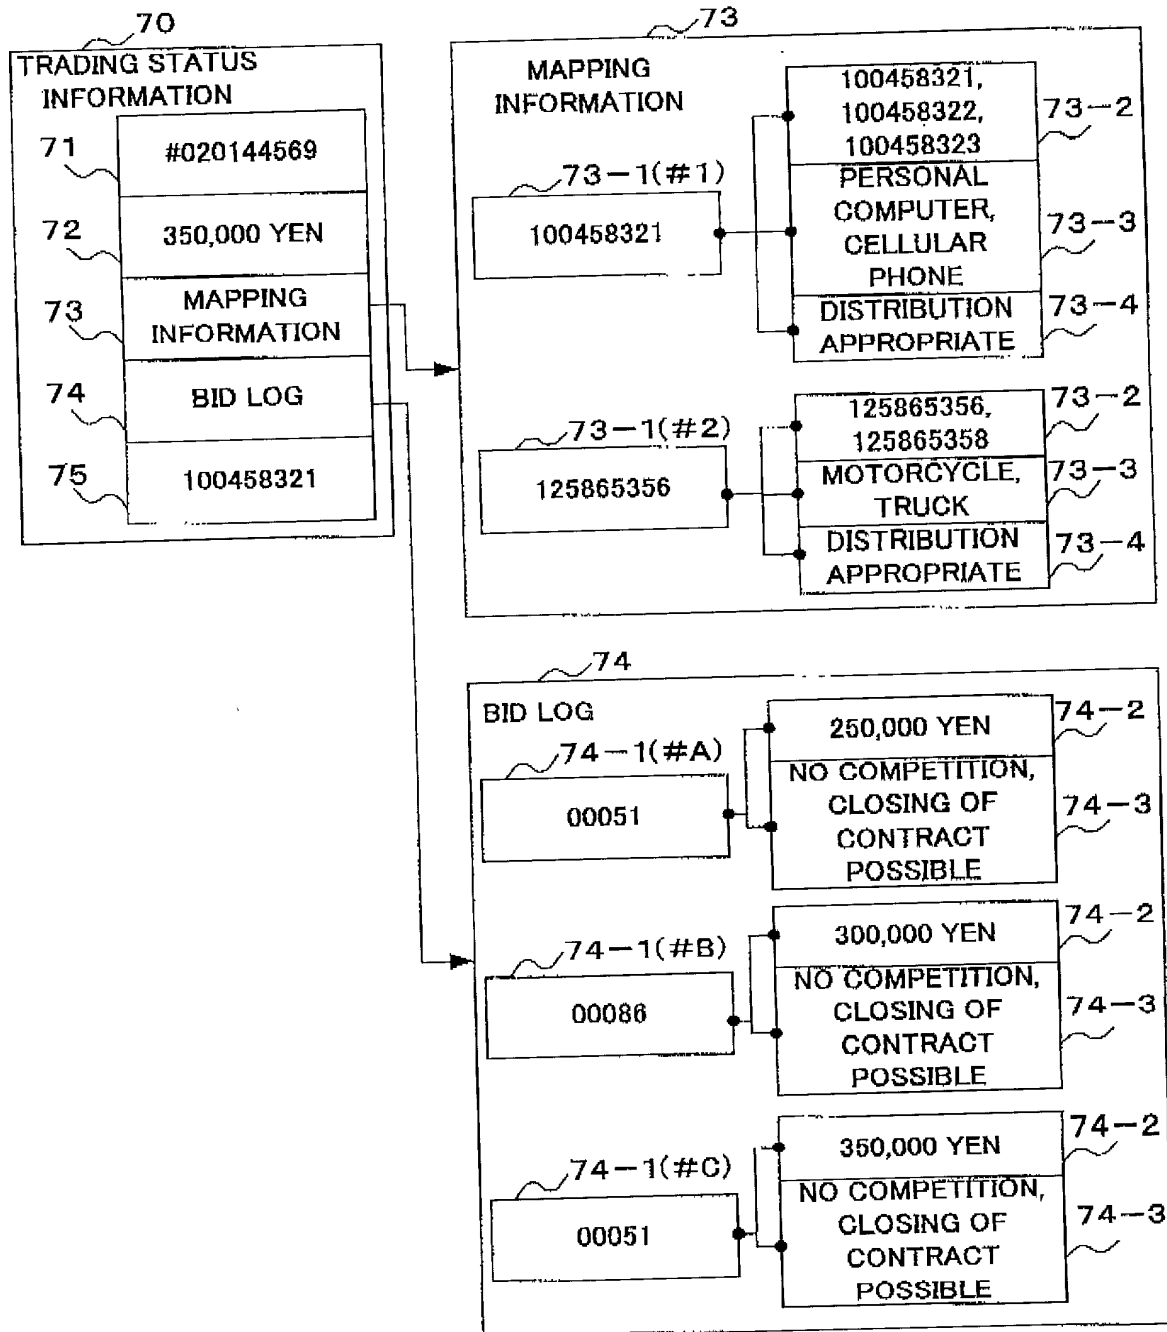 70
TRADING STATUS
INFORMATION
71
#020144569
72
350,000 YEN
73
MAPPING
INFORMATION
74
BID LOG
75
100458321
73
MAPPING
INFORMATION
73-1(#1)
100458321
100458321,
100458322,
100458323
73-2
PERSONAL
COMPUTER,
CELLULAR
PHONE
73-3
DISTRIBUTION
APPROPRIATE
73-4
73-1(#2)
125865356
125865356,
125865358
73-2
MOTORCYCLE,
TRUCK
73-3
DISTRIBUTION
APPROPRIATE
73-4
74
BID LOG
74-1(#A)
00051
250,000 YEN
74-2
NO COMPETITION,
CLOSING OF
CONTRACT
POSSIBLE
74-3
74-1(#B)
00086
300,000 YEN
74-2
NO COMPETITION,
CLOSING OF
CONTRACT
POSSIBLE
74-3
74-1(#C)
00051
350,000 YEN
74-2
NO COMPETITION,
CLOSING OF
CONTRACT
POSSIBLE
74-3